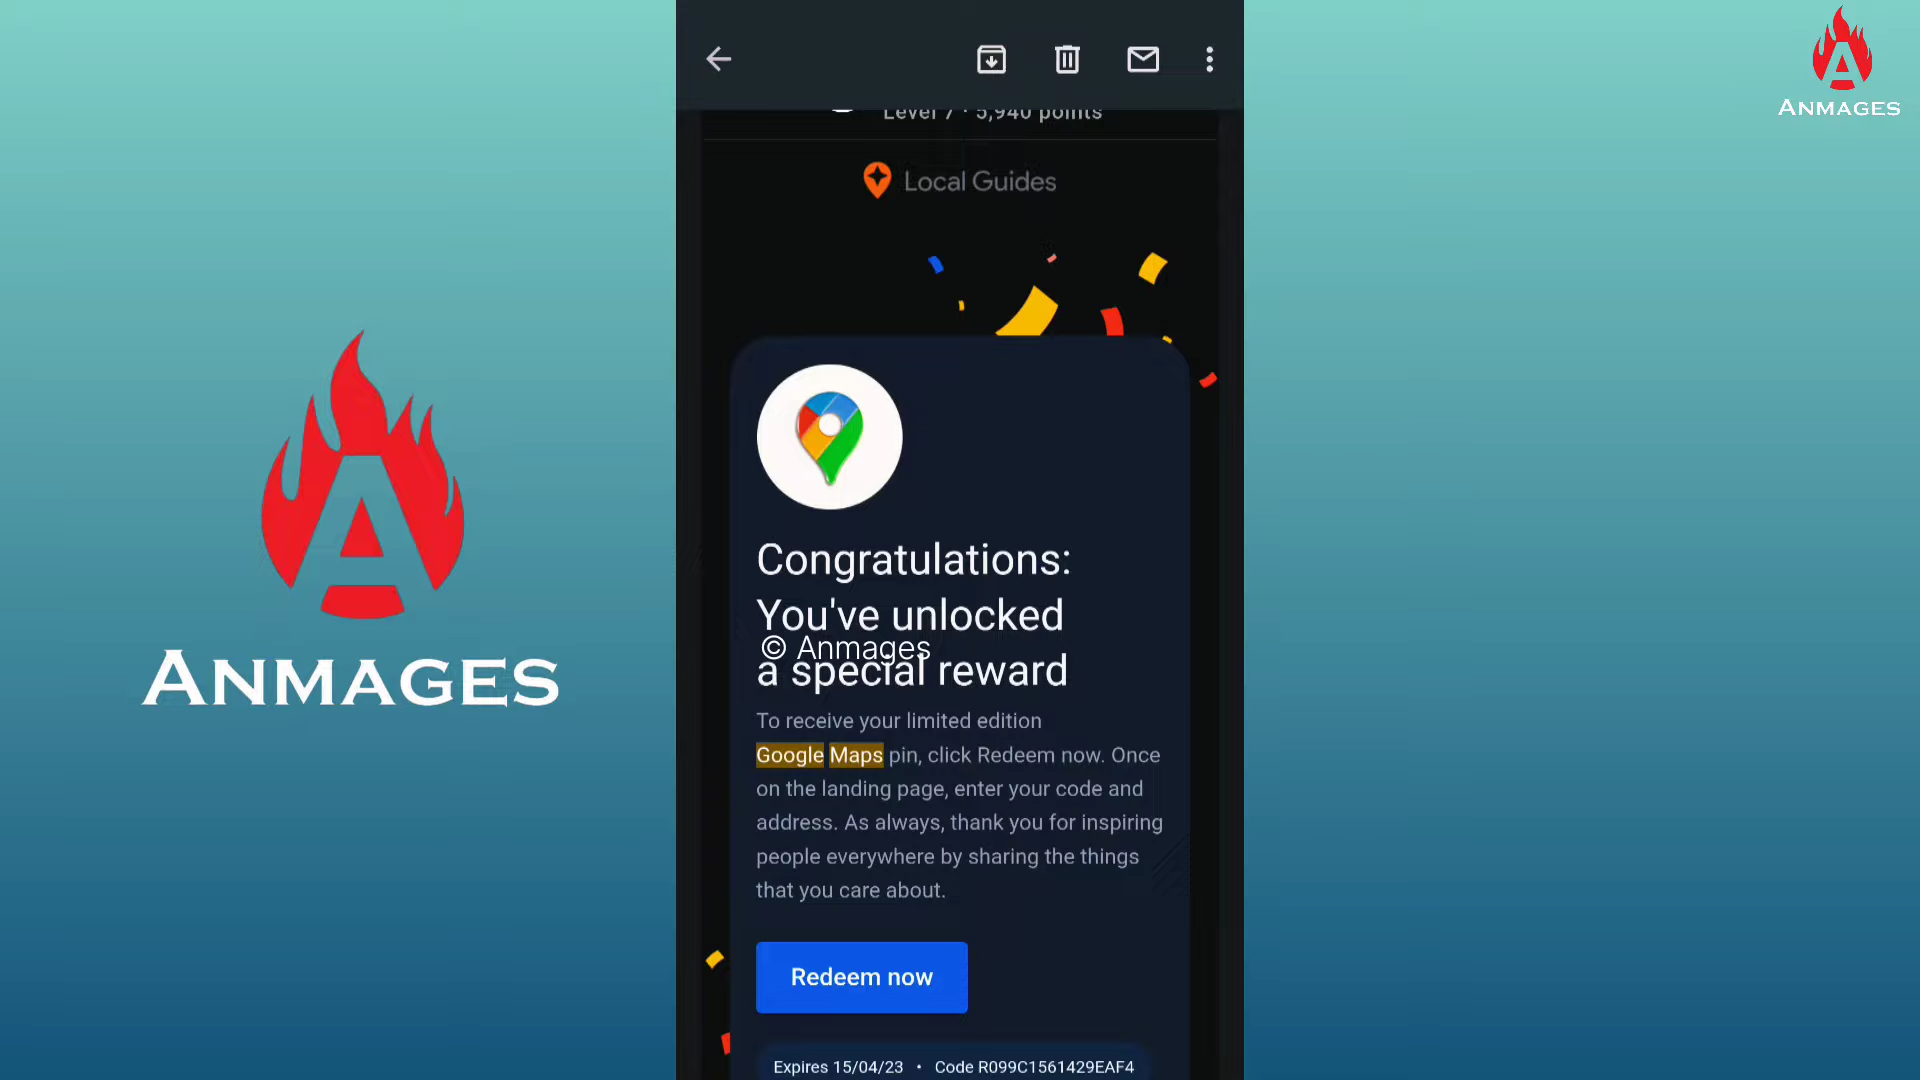 ANMAGES
Level 7 · 5,940 points
Local Guides
Congratulations:
You've unlocked
© Anmages
a special reward
To receive your limited edition
Google Maps pin, click Redeem now. Once
on the landing page, enter your code and
address. As always, thank you for inspiring
people everywhere by sharing the things
that you care about.
Redeem now
Expires 15/04/23 • Code R099C1561429EAF4
ANMAGES